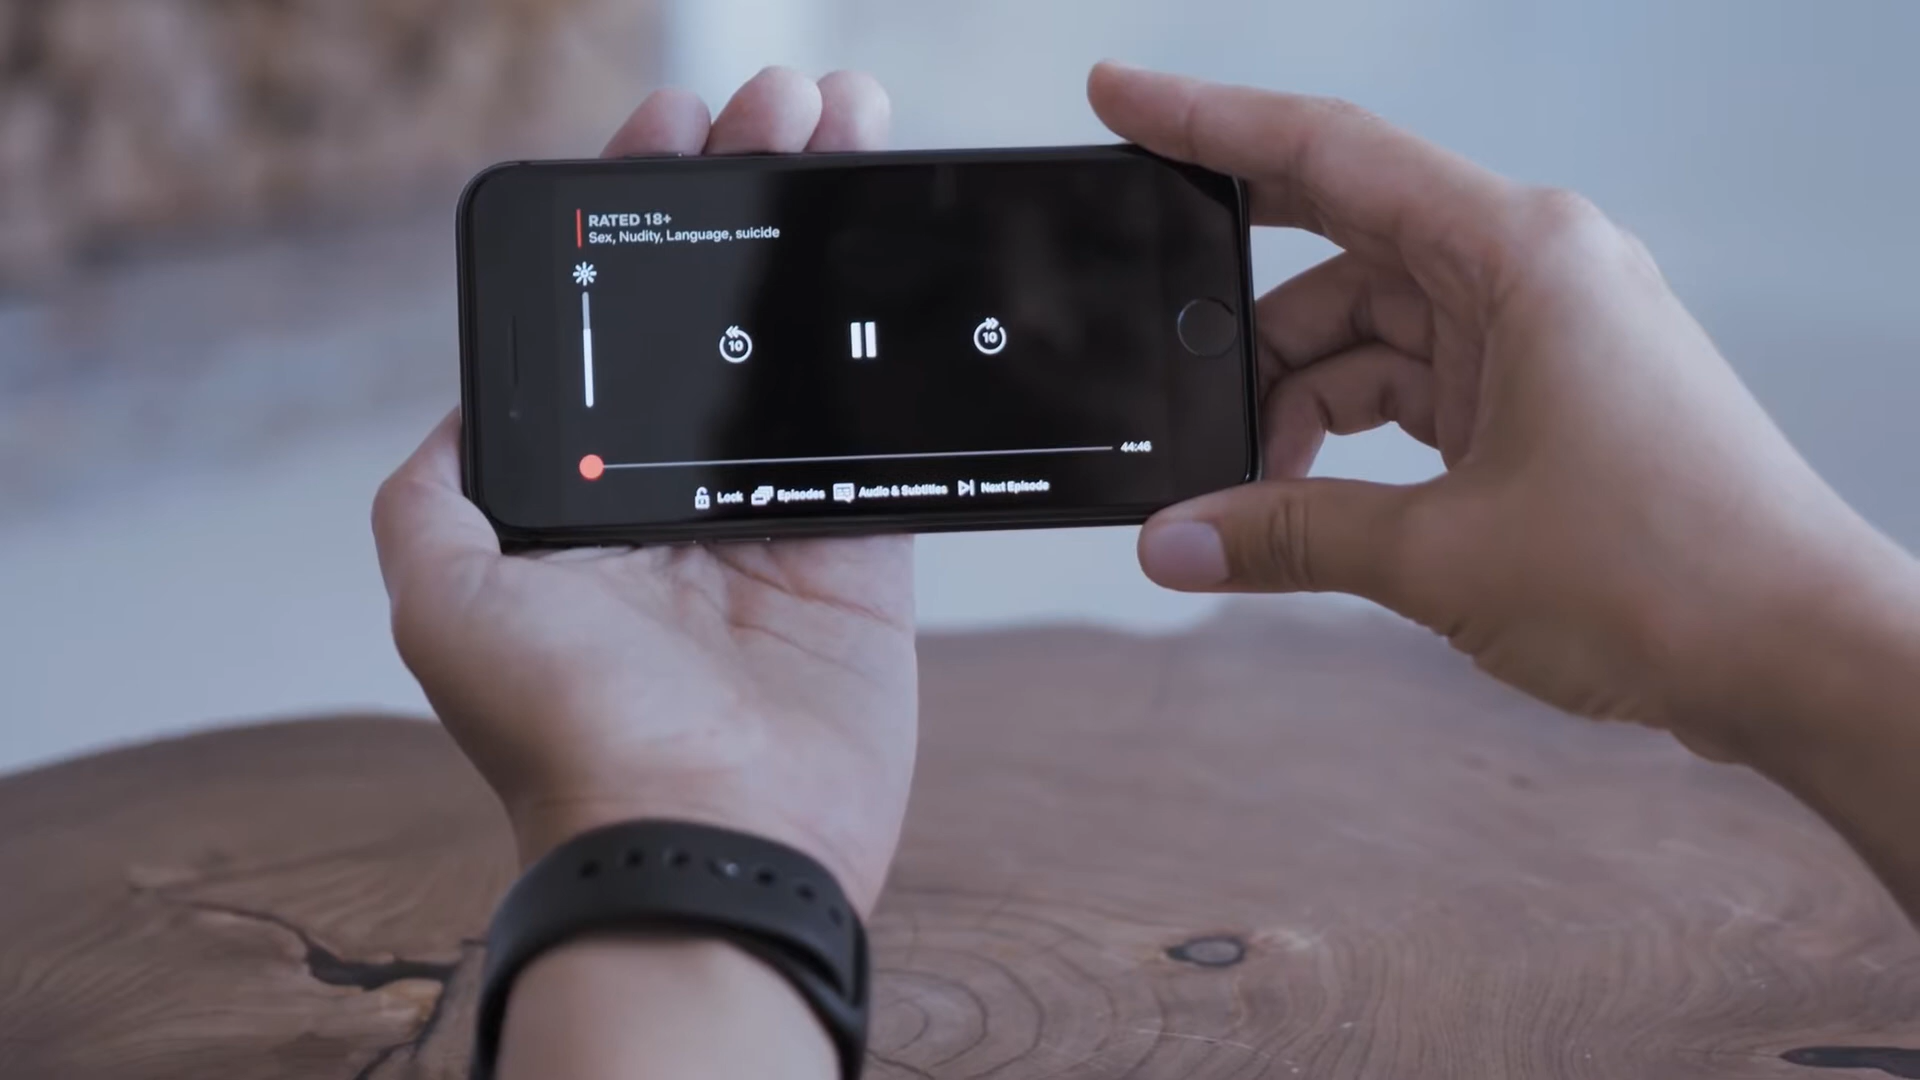 RATED 18+
Sex, Nudity, Language, suicide
10
10
44:46
Lock Episodes Audio & Subtitles Next Episode